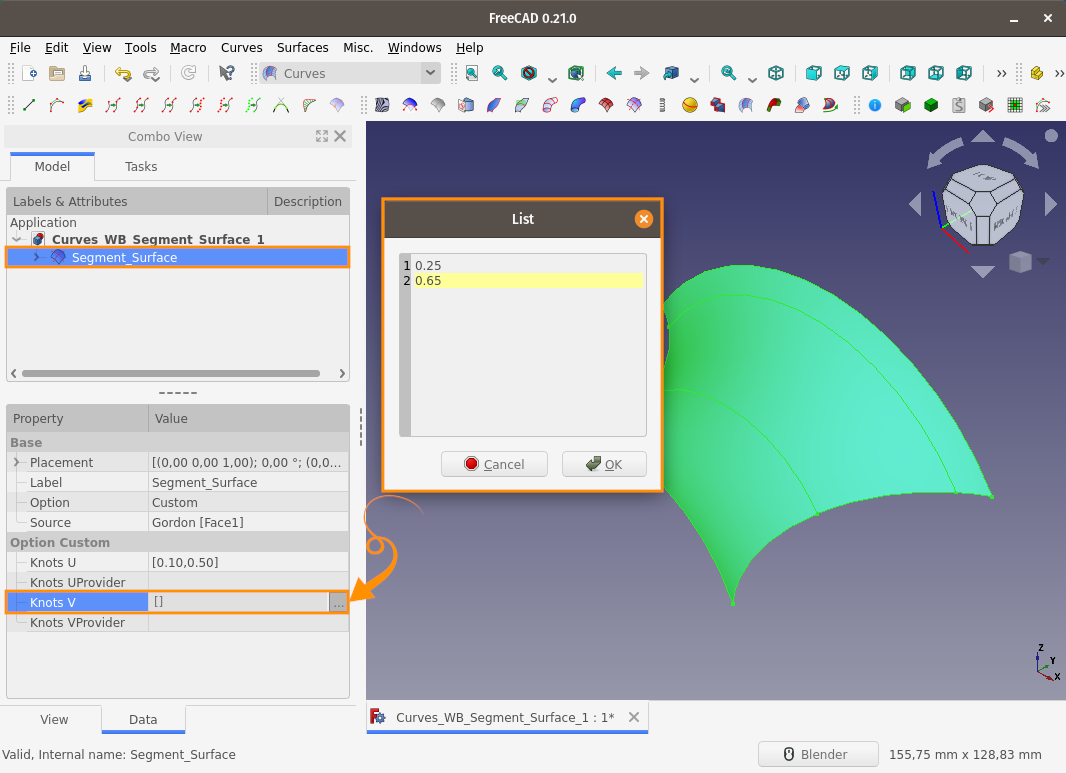 FreeCAD 0.21.0
File Edit View Tools Macro Curves Surfaces Misc. Windows Help
Curves
Combo View
Model Tasks
Labels & Attributes Description
Application
Curves_WB_Segment_Surface_1
Segment_Surface
Property Value
Base
Placement [(0,00 0,00 1,00); 0,00 °; (0,0...
Label Segment_Surface
Option Custom
Source Gordon [Face1]
Option Custom
Knots U [0.10,0.50]
Knots UProvider
Knots V [] ...
Knots VProvider
View Data
List
1 0.25
2 0.65
Cancel OK
Z
Y
X
Curves_WB_Segment_Surface_1 : 1*
Valid, Internal name: Segment_Surface
Blender 155,75 mm x 128,83 mm